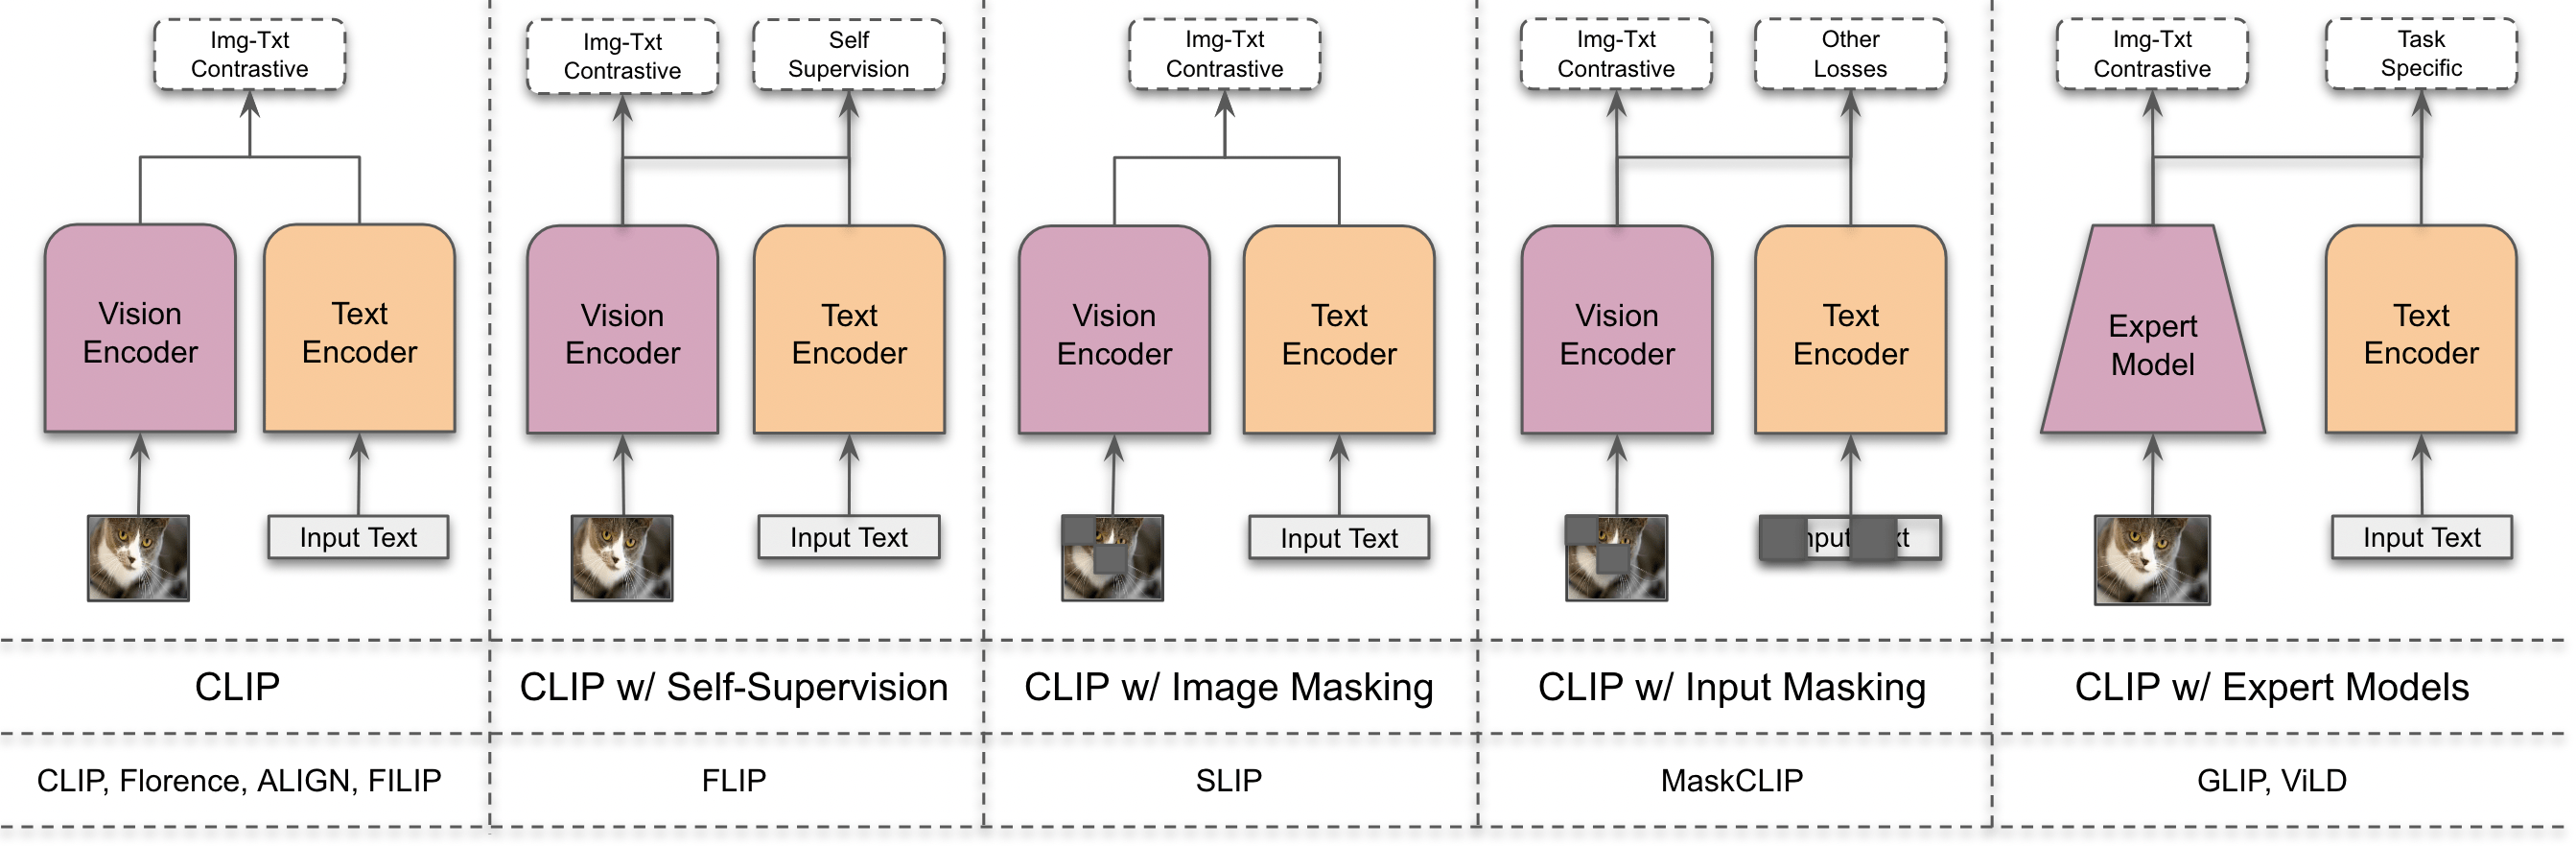 Img-Txt
Contrastive
Vision
Encoder
Text
Encoder
Input Text
CLIP
CLIP, Florence, ALIGN, FILIP
Img-Txt
Contrastive
Self
Supervision
Vision
Encoder
Text
Encoder
Input Text
CLIP w/ Self-Supervision
FLIP
Img-Txt
Contrastive
Vision
Encoder
Text
Encoder
Input Text
CLIP w/ Image Masking
SLIP
Img-Txt
Contrastive
Other
Losses
Vision
Encoder
Text
Encoder
CLIP w/ Input Masking
MaskCLIP
Img-Txt
Contrastive
Task
Specific
Expert
Model
Text
Encoder
Input Text
CLIP w/ Expert Models
GLIP, ViLD